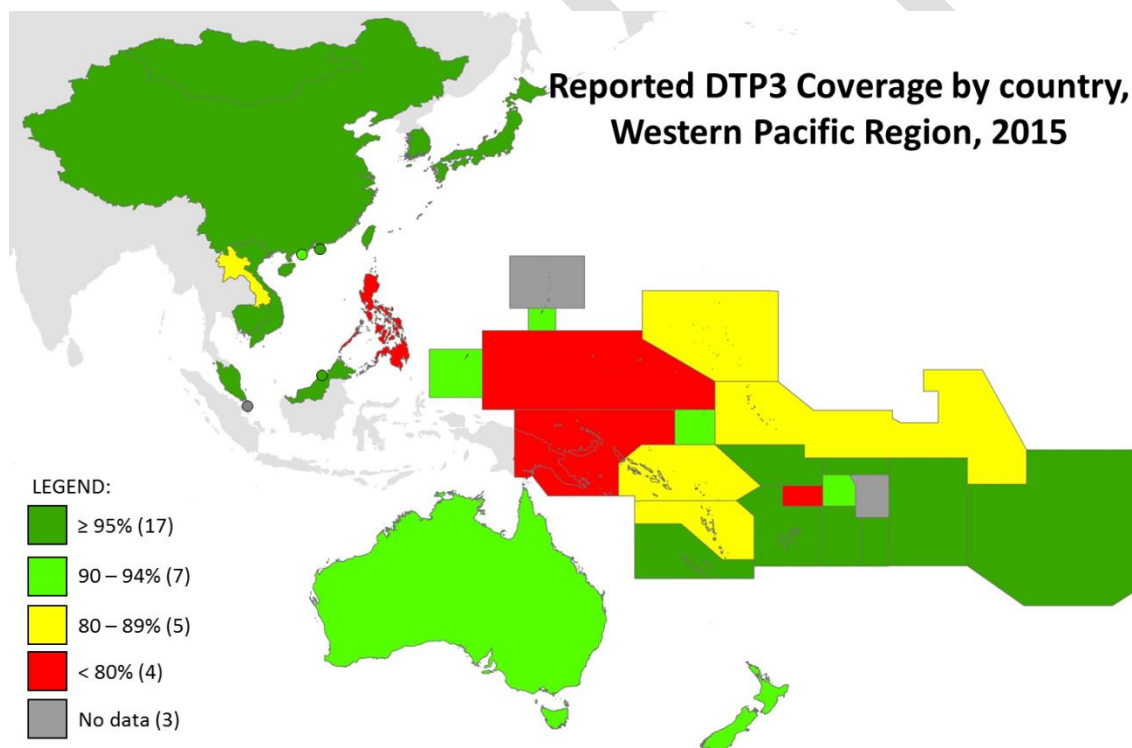 Reported DTP3 Coverage by country,
Western Pacific Region, 2015
LEGEND:
≥ 95% (17)
90 – 94% (7)
80 – 89% (5)
< 80% (4)
No data (3)